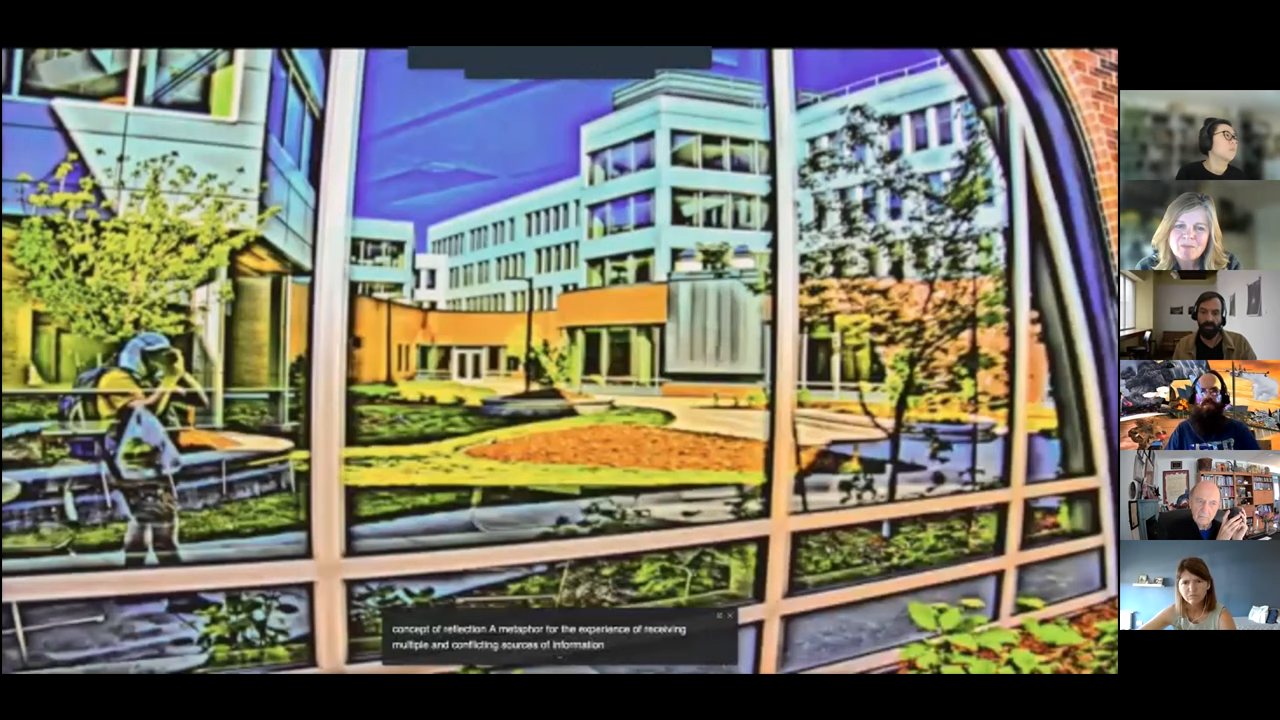 concept of reflection A metaphor for the experience of receiving
multiple and conflicting sources of information